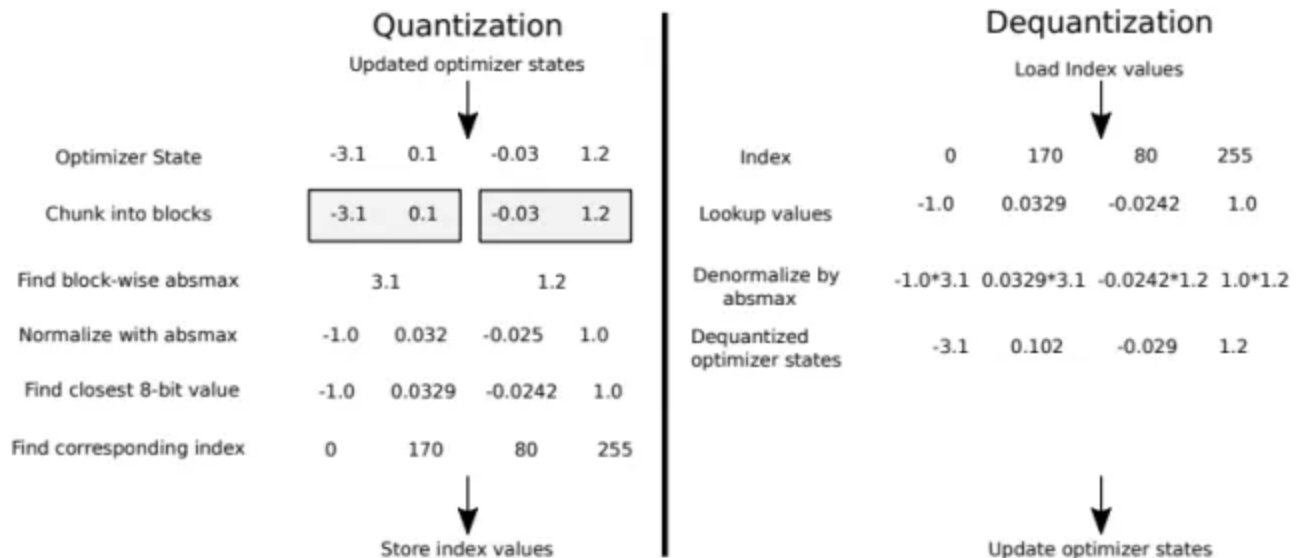 Quantization
Updated optimizer states
Optimizer State -3.1 0.1 -0.03 1.2
Chunk into blocks -3.1 0.1 -0.03 1.2
Find block-wise absmax 3.1 1.2
Normalize with absmax -1.0 0.032 -0.025 1.0
Find closest 8-bit value -1.0 0.0329 -0.0242 1.0
Find corresponding index 0 170 80 255
Store index values
Dequantization
Load Index values
Index 0 170 80 255
Lookup values -1.0 0.0329 -0.0242 1.0
Denormalize by
absmax
-1.0*3.1 0.0329*3.1 -0.0242*1.2 1.0*1.2
Dequantized
optimizer states
-3.1 0.102 -0.029 1.2
Update optimizer states